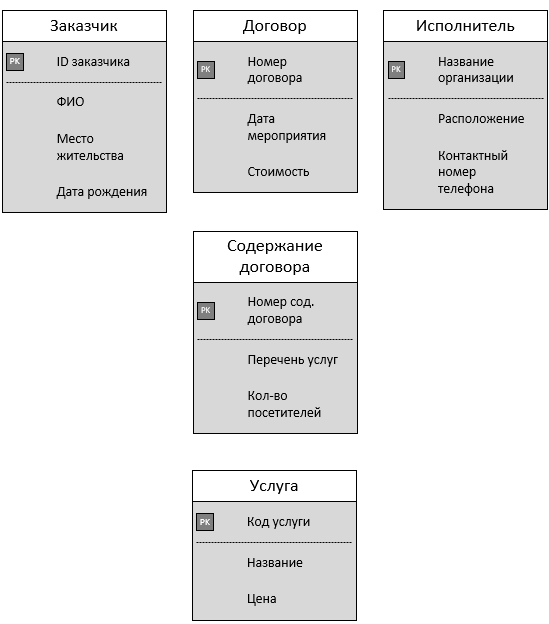 Заказчик
PK
ID заказчика
ФИО
Место
жительства
Дата рождения
Договор
PK
Номер
договора
Дата
мероприятия
Стоимость
Исполнитель
PK
Название
организации
Расположение
Контактный
номер
телефона
Содержание
договора
PK
Номер сод.
договора
Перечень услуг
Кол-во
посетителей
Услуга
PK
Код услуги
Название
Цена